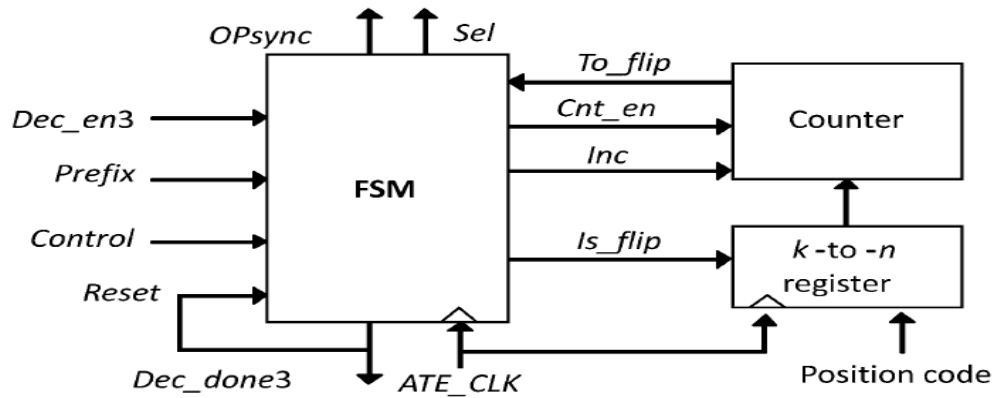 OPsync
Sel
To_flip
Dec_en3
Cnt_en
Counter
Prefix
Inc
FSM
Control
Is_flip
k -to -n
register
Reset
Dec_done3
ATE_CLK
Position code